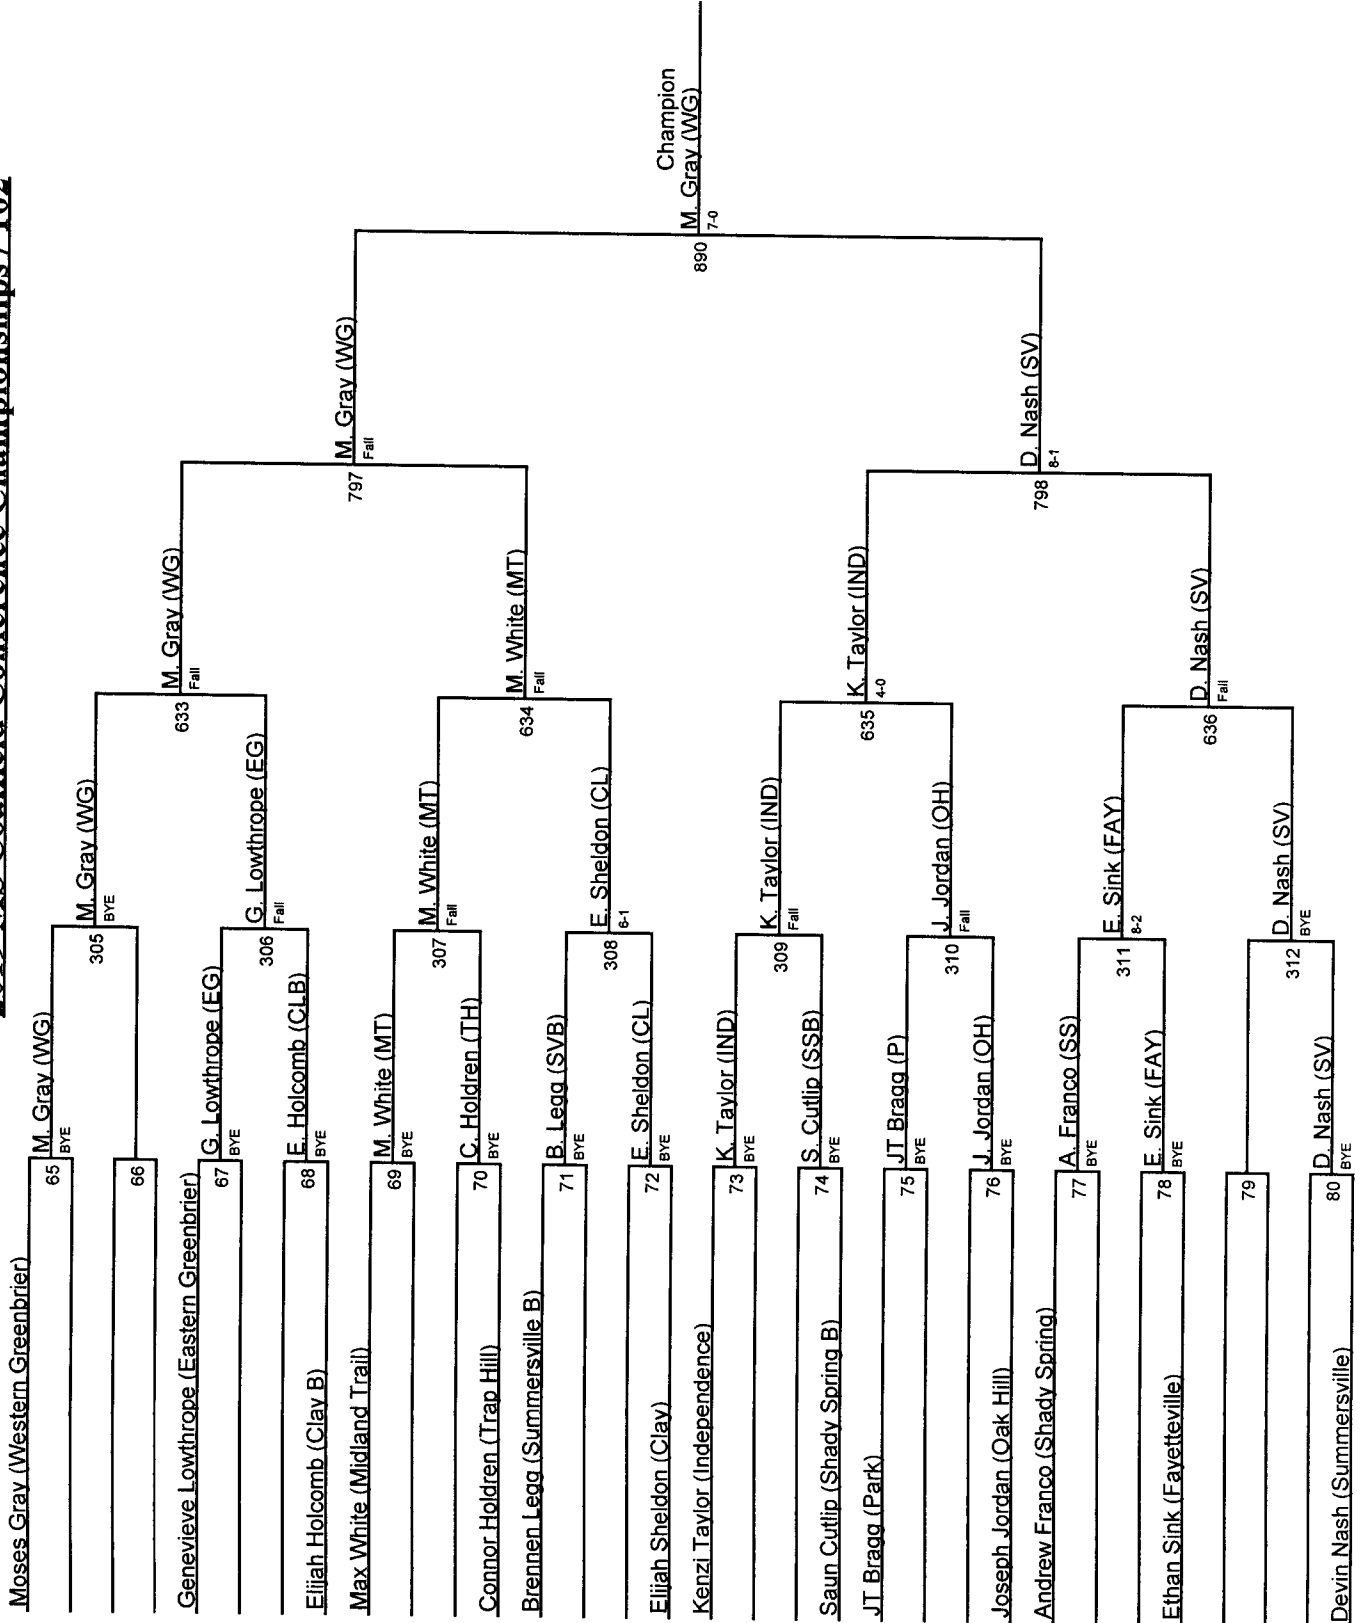 Conference Championships / 102
Moses Gray (Western Greenbrier)
Genevieve Lowthrope (Eastern Greenbrier)
Elijah Holcomb (Clay B)
Max White (Midland Trail)
Connor Holdren (Trap Hill)
Brennen Legg (Summersville B)
Elijah Sheldon (Clay)
Kenzi Taylor (Independence)
Saun Cutlip (Shady Spring B)
JT Bragg (Park)
Joseph Jordan (Oak Hill)
Andrew Franco (Shady Spring)
Ethan Sink (Fayetteville)
Devin Nash (Summersville)
65
66
67
68
69
70
71
72
73
74
75
76
77
78
79
80
M. Gray (WG)
BYE
G. Lowthrope (EG)
BYE
E. Holcomb (CLB)
BYE
M. White (MT)
BYE
C. Holdren (TH)
BYE
B. Legg (SVB)
BYE
E. Sheldon (CL)
BYE
K. Taylor (IND)
BYE
S. Cutlip (SSB)
BYE
JT Bragg (P)
BYE
J. Jordan (OH)
BYE
A. Franco (SS)
BYE
E. Sink (FAY)
BYE
D. Nash (SV)
BYE
305
306
307
308
309
310
311
312
M. Gray (WG)
BYE
G. Lowthrope (EG)
Fall
M. White (MT)
Fall
E. Sheldon (CL)
6-1
K. Taylor (IND)
Fall
J. Jordan (OH)
Fall
E. Sink (FAY)
8-2
D. Nash (SV)
BYE
633
634
635
636
M. Gray (WG)
Fall
M. White (MT)
Fall
K. Taylor (IND)
4-0
D. Nash (SV)
Fall
797
798
M. Gray (WG)
Fall
D. Nash (SV)
8-1
890
Champion
M. Gray (WG)
7-0